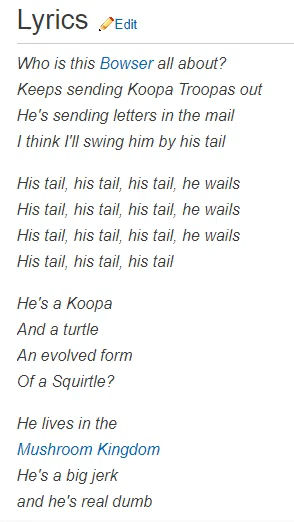 Lyrics Edit
Who is this Bowser all about?
Keeps sending Koopa Troopas out
He's sending letters in the mail
I think I'll swing him by his tail
His tail, his tail, his tail, he wails
His tail, his tail, his tail, he wails
His tail, his tail, his tail, he wails
His tail, his tail, his tail
He's a Koopa
And a turtle
An evolved form
Of a Squirtle?
He lives in the
Mushroom Kingdom
He's a big jerk
and he's real dumb